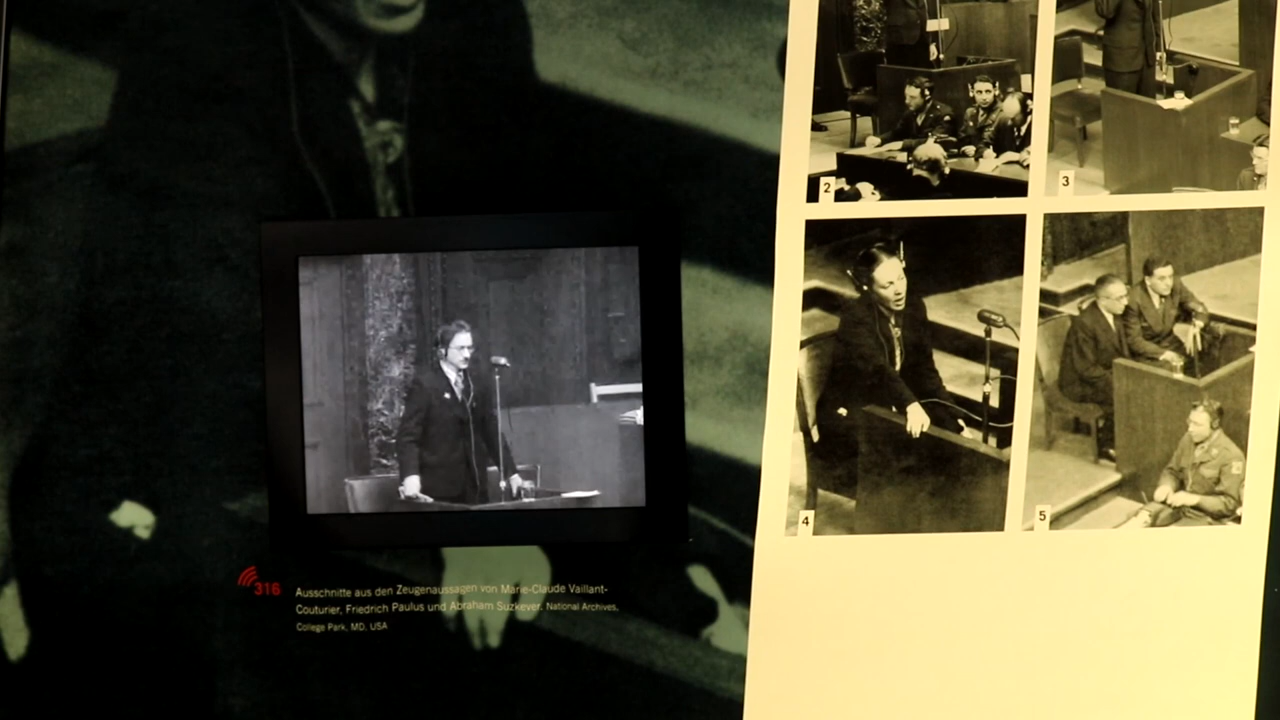 2
3
4
5
316
Ausschnitte aus den Zeugenaussagen von Marie-Claude Vaillant-
Couturier, Friedrich Paulus und Abraham Suzkever. National Archives,
College Park, MD, USA